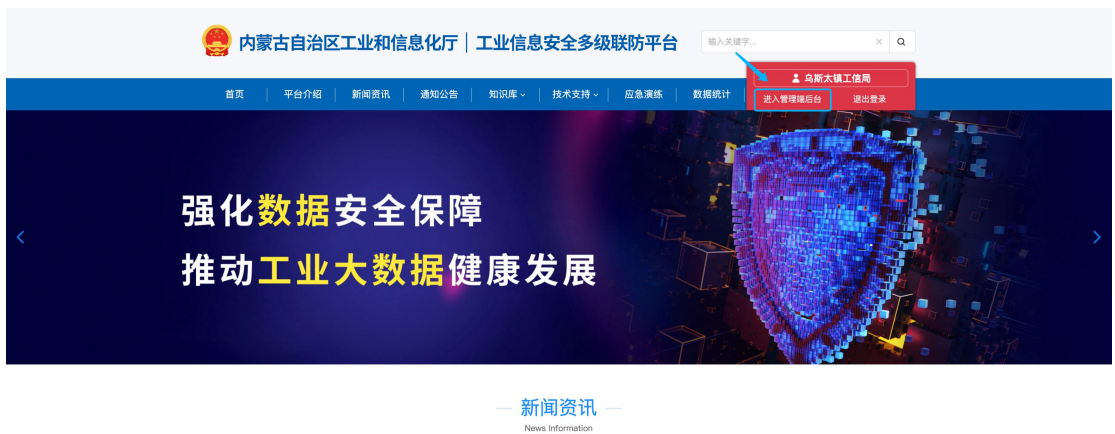 内蒙古自治区工业和信息化厅｜工业信息安全多级联防平台
输入关键字...
乌斯太镇工信局
进入管理端后台 退出登录
首页 平台介绍 新闻资讯 通知公告 知识库 技术支持 应急演练 数据统计
强化数据安全保障
推动工业大数据健康发展
新闻资讯
News Information